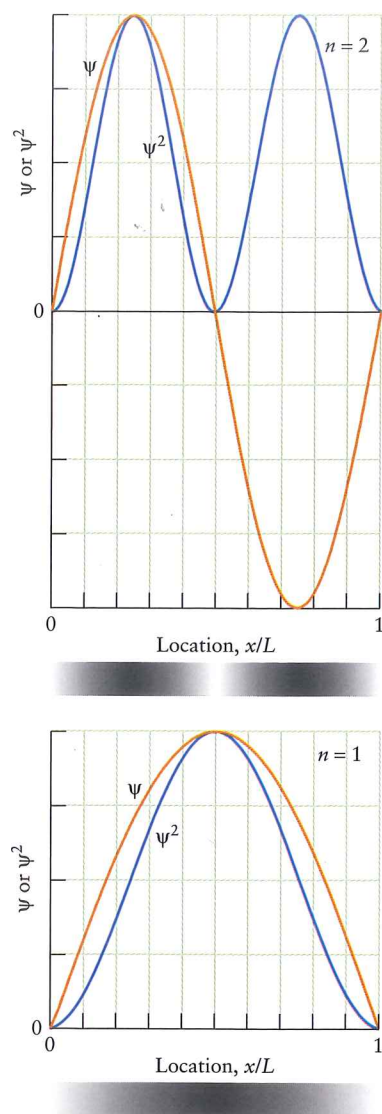 n = 2
ψ
ψ²
ψ or ψ²
0
0 1
Location, x/L
n = 1
ψ
ψ²
ψ or ψ²
0
0 1
Location, x/L